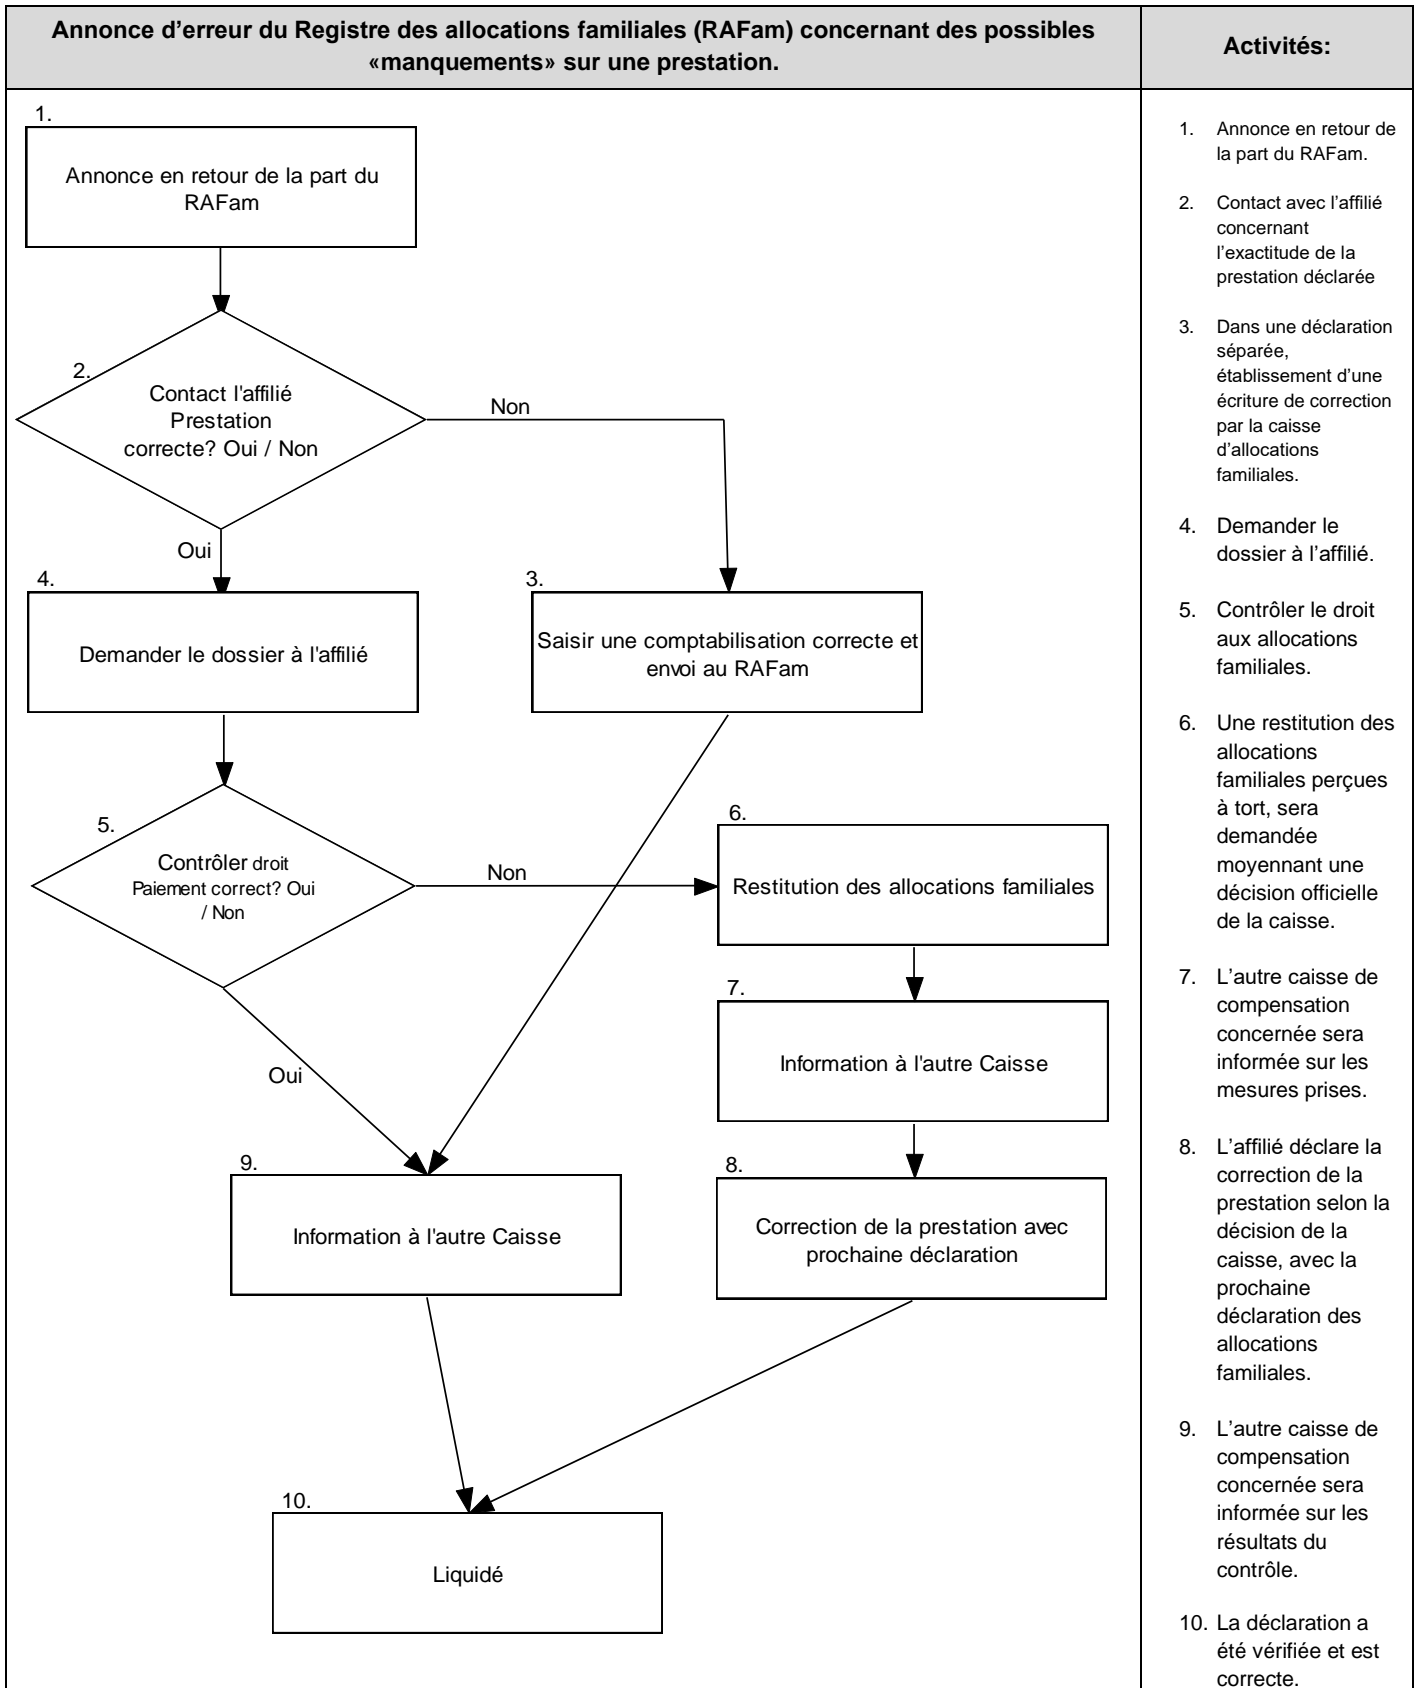 Annonce d’erreur du Registre des allocations familiales (RAFam) concernant des possibles
«manquements» sur une prestation.
Activités:
1.
Annonce en retour de la part du
RAFam
2.
Contact l'affilié
Prestation
correcte? Oui / Non
Non
Oui
4.
Demander le dossier à l'affilié
3.
Saisir une comptabilisation correcte et
envoi au RAFam
5.
Contrôler droit
Paiement correct? Oui
/ Non
Non
Oui
6.
Restitution des allocations familiales
7.
Information à l'autre Caisse
8.
Correction de la prestation avec
prochaine déclaration
9.
Information à l'autre Caisse
10.
Liquidé
1. Annonce en retour de
la part du RAFam.
2. Contact avec l’affilié
concernant
l’exactitude de la
prestation déclarée
3. Dans une déclaration
séparée,
établissement d’une
écriture de correction
par la caisse
d’allocations
familiales.
4. Demander le
dossier à l’affilié.
5. Contrôler le droit
aux allocations
familiales.
6. Une restitution des
allocations
familiales perçues
à tort, sera
demandée
moyennant une
décision officielle
de la caisse.
7. L’autre caisse de
compensation
concernée sera
informée sur les
mesures prises.
8. L’affilié déclare la
correction de la
prestation selon la
décision de la
caisse, avec la
prochaine
déclaration des
allocations
familiales.
9. L’autre caisse de
compensation
concernée sera
informée sur les
résultats du
contrôle.
10. La déclaration a
été vérifiée et est
correcte.